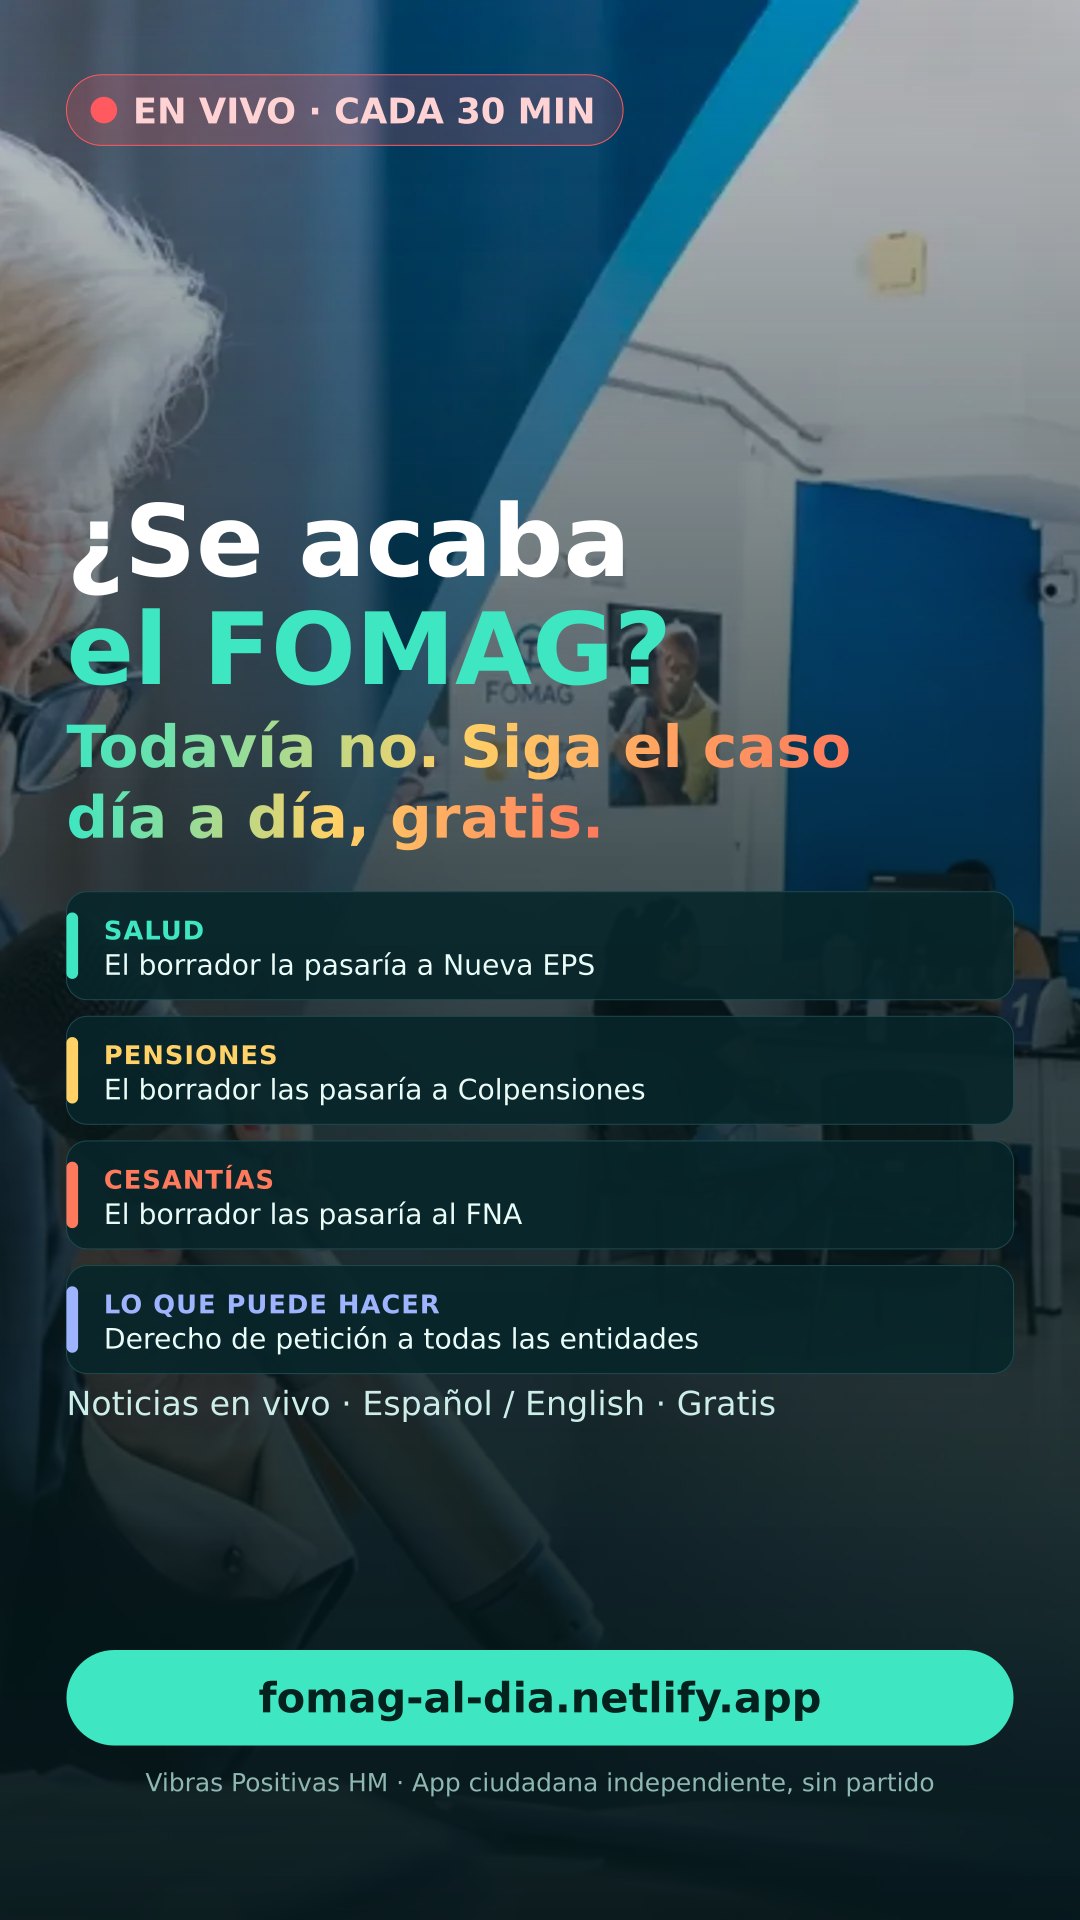 EN VIVO · CADA 30 MIN
¿Se acaba
el FOMAG?
FOMAG
Todavía no. Siga el caso
día a día, gratis.
SALUD
El borrador la pasaría a Nueva EPS
1
PENSIONES
El borrador las pasaría a Colpensiones
CESANTÍAS
El borrador las pasaría al FNA
LO QUE PUEDE HACER
Derecho de petición a todas las entidades
Noticias en vivo · Español / English · Gratis
fomag-al-dia.netlify.app
Vibras Positivas HM · App ciudadana independiente, sin partido